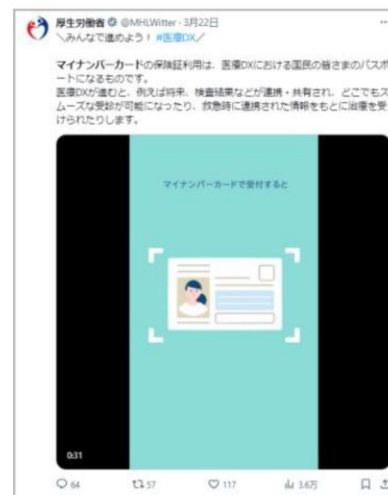 厚生労働省 @MHLWitter・3月22日
＼みんなで進めよう！ #医療DX／
マイナンバーカードの保険証利用は、医療DXにおける国民の皆さまのパスポ
ートになるものです。
医療DXが進むと、例えば将来、検査結果などが連携・共有され、どこでもス
ムーズな受診が可能になったり、救急時に連携された情報をもとに治療を受
けられたりします。
マイナンバーカードで受付すると
0:31
64 57 117 3.6万